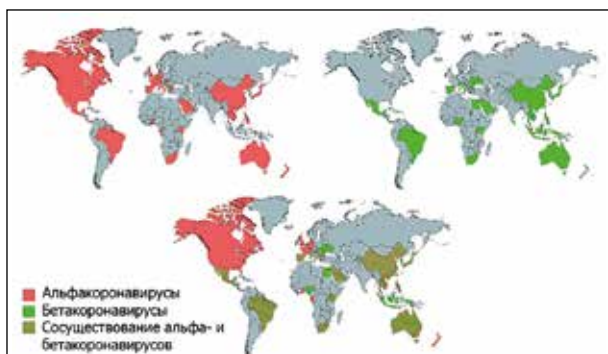 Альфакоронавирусы
Бетакоронавирусы
Сосуществование альфа- и
бетакоронавирусов